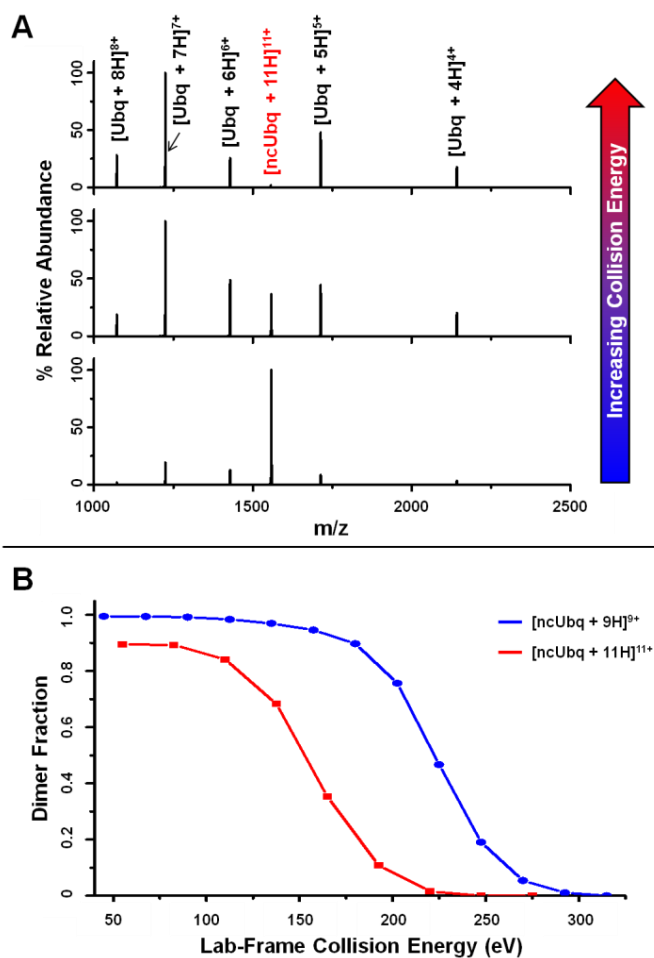 A
[Ubq + 8H]8+
[Ubq + 7H]7+
[Ubq + 6H]6+
[ncUbq + 11H]11+
[Ubq + 5H]5+
[Ubq + 4H]4+
% Relative Abundance
100
50
0
100
50
0
100
50
0
1000
1500
2000
2500
m/z
Increasing Collision Energy
B
[ncUbq + 9H]9+
[ncUbq + 11H]11+
Dimer Fraction
1.0
0.8
0.6
0.4
0.2
0
50
100
150
200
250
300
Lab-Frame Collision Energy (eV)